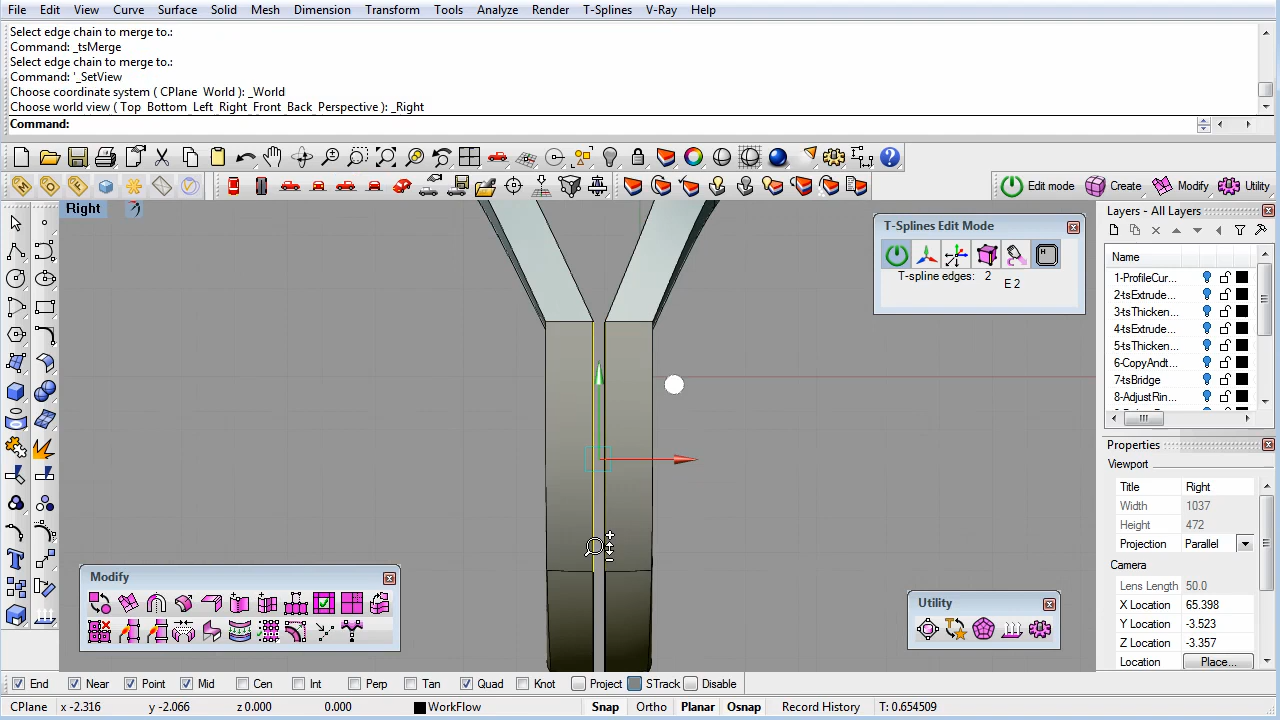 File Edit View Curve Surface Solid Mesh Dimension Transform Tools Analyze Render T-Splines V-Ray Help
Select edge chain to merge to.:
Command: _tsMerge
Select edge chain to merge to.:
Command: '_SetView
Choose coordinate system ( CPlane World ): _World
Choose world view ( Top Bottom Left Right Front Back Perspective ): _Right
Command:
Edit mode Create Modify Utility
Right
T-Splines Edit Mode
T-spline edges: 2
E 2
Layers - All Layers
Name
1-ProfileCur...
2-tsExtrude...
3-tsThicken...
4-tsExtrude...
5-tsThicken...
6-CopyAndt...
7-tsBridge
8-AdjustRin...
Properties
Viewport
Title Right
Width 1037
Height 472
Projection Parallel
Camera
Lens Length 50.0
X Location 65.398
Y Location -3.523
Z Location -3.357
Location Place...
Modify
Utility
End Near Point Mid Cen Int Perp Tan Quad Knot Project STrack Disable
CPlane x -2.316 y -2.066 z 0.000 0.000 WorkFlow Snap Ortho Planar Osnap Record History T: 0.654509